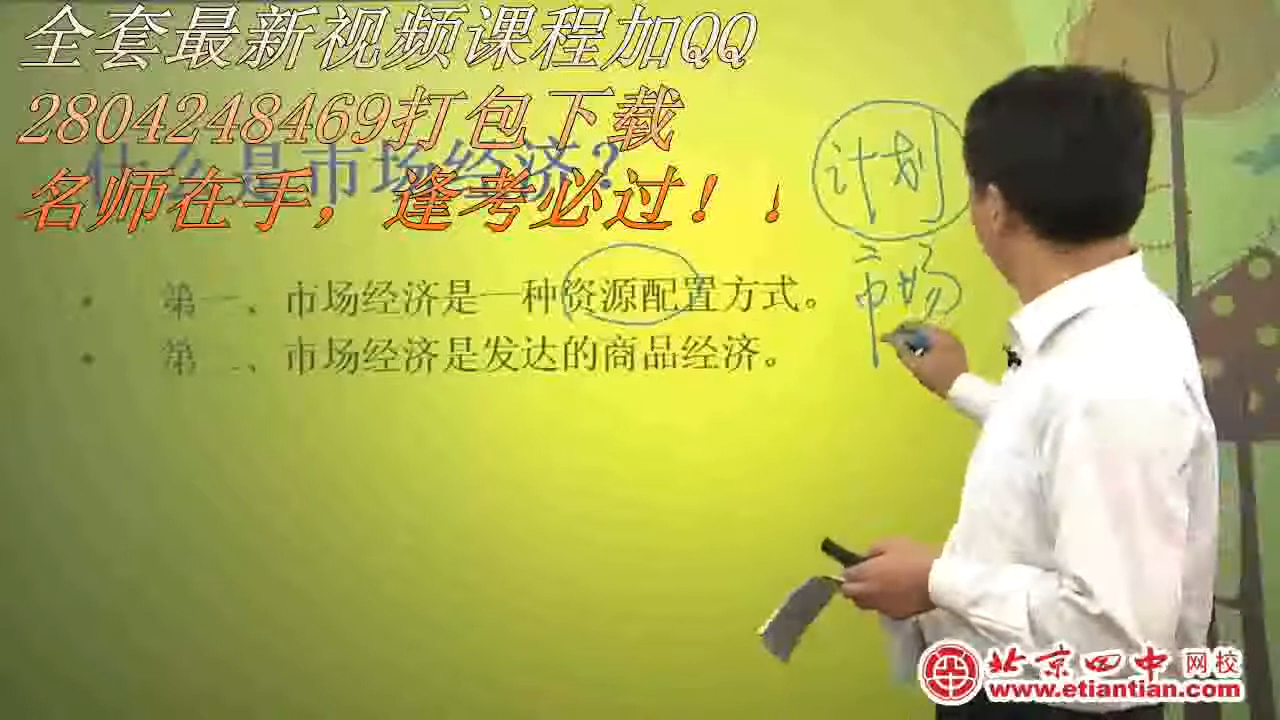 全套最新视频课程加QQ
2804248469打包下载
什么是市场经济?
名师在手，逢考必过！！
计划
市场
• 第一、市场经济是一种资源配置方式。
• 第二、市场经济是发达的商品经济。
北京四中网校
www.etiantian.com